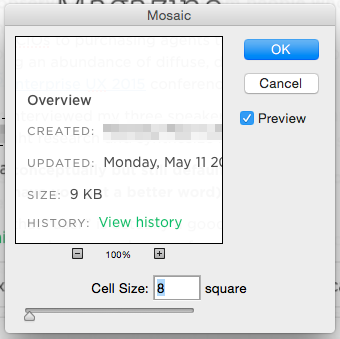 Magazine
Mosaic
OK
Cancel
Preview
Overview
CREATED:
UPDATED: Monday, May 11 20
SIZE: 9 KB
HISTORY: View history
100%
Cell Size: 8 square